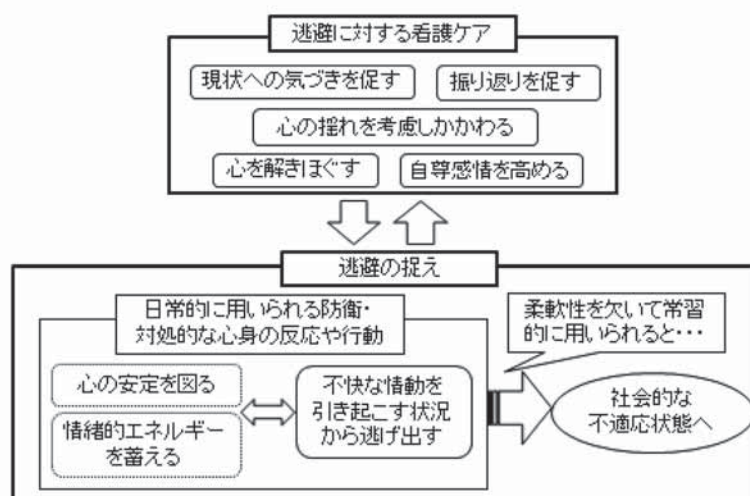 逃避に対する看護ケア
現状への気づきを促す
振り返りを促す
心の揺れを考慮しかかわる
心を解きほぐす
自尊感情を高める
逃避の捉え
日常的に用いられる防衛・
対処的な心身の反応や行動
柔軟性を欠いて常習
的に用いられると・・・
心の安定を図る
情緒的エネルギー
を蓄える
不快な情動を
引き起こす状況
から逃げ出す
社会的な
不適応状態へ